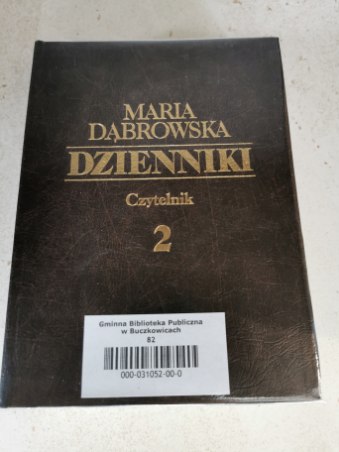 MARIA
DĄBROWSKA
DZIENNIKI
Czytelnik
2
Gminna Biblioteka Publiczna
w Buczkowicach
82
000-031052-00-0